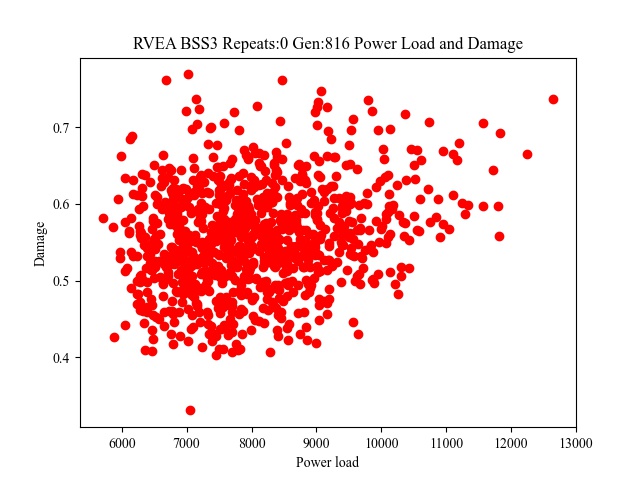 RVEA BSS3 Repeats:0 Gen:816 Power Load and Damage
0.7
0.6
0.5
0.4
Damage
6000 7000 8000 9000 10000 11000 12000 13000
Power load